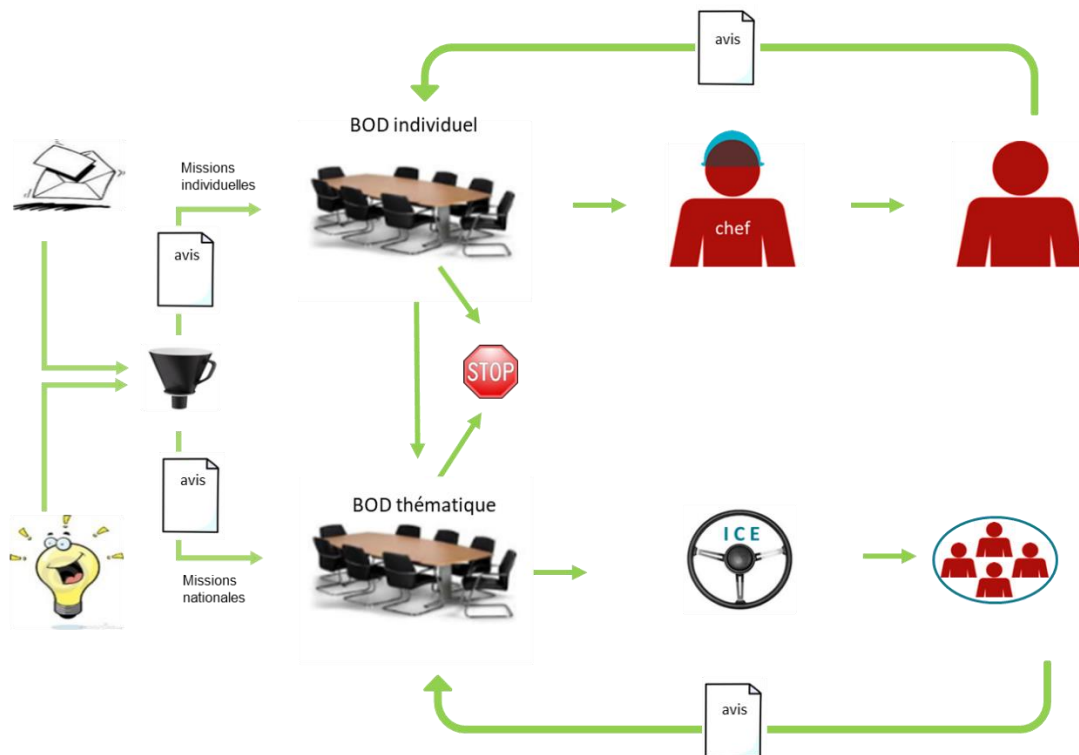 avis
BOD individuel
Missions
individuelles
avis
chef
STOP
avis
BOD thématique
ICE
Missions
nationales
avis